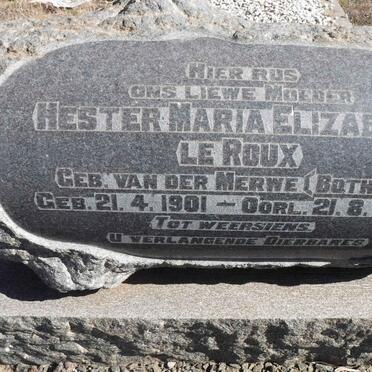 HIER RUS
ONS LIEWE MOEDER
HESTER MARIA ELIZAB
LE ROUX
GEB. VAN DER MERWE (BOTH
GEB. 21. 4. 1901 — OORL. 21. 8.
TOT WEERSIENS.
U VERLANGENDE DIERBARES